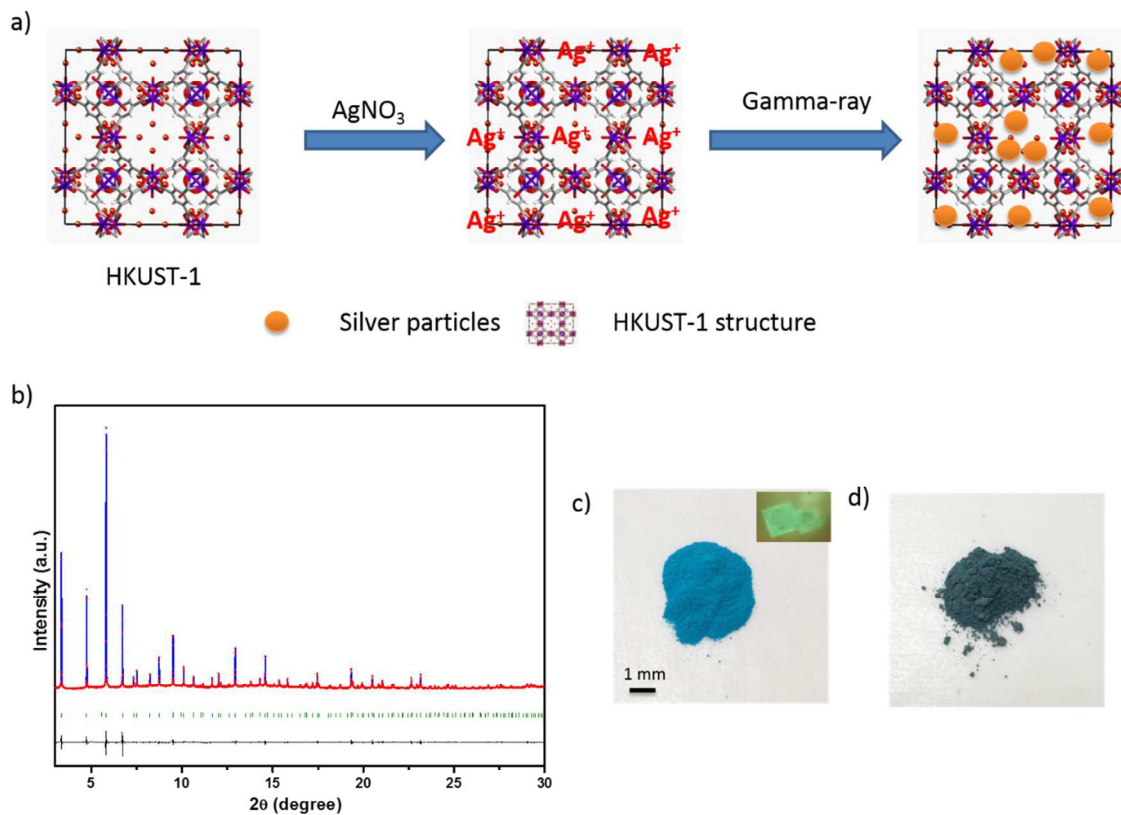 a)
AgNO₃
Gamma-ray
Ag⁺ Ag⁺
Ag⁺ Ag⁺ Ag⁺
Ag⁺ Ag⁺ Ag⁺
HKUST-1
Silver particles HKUST-1 structure
b)
Intensity (a.u.)
5 10 15 20 25 30
2θ (degree)
c)
1 mm
d)